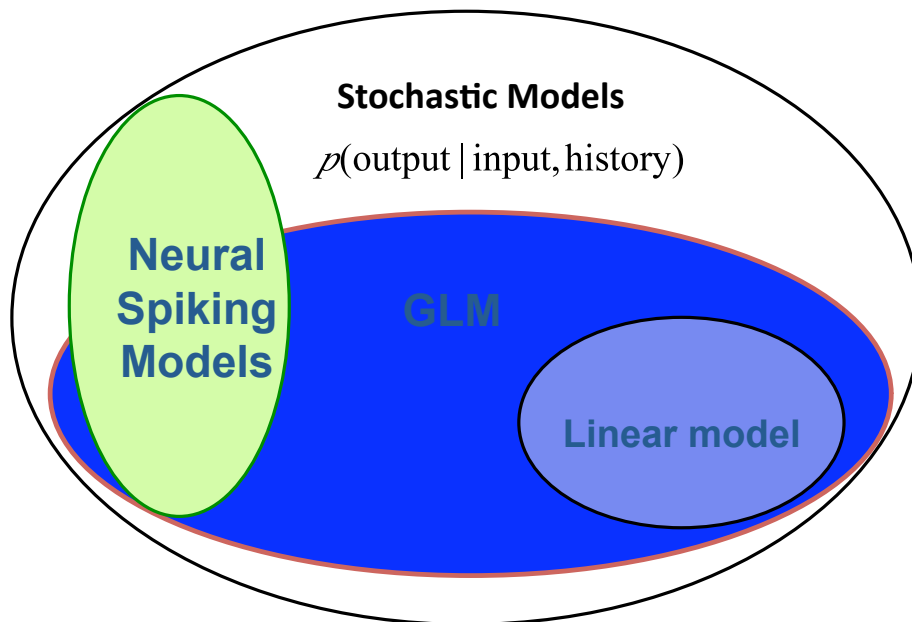 Stochastic Models
p(output | input, history)
Neural
Spiking
Models
GLM
Linear model